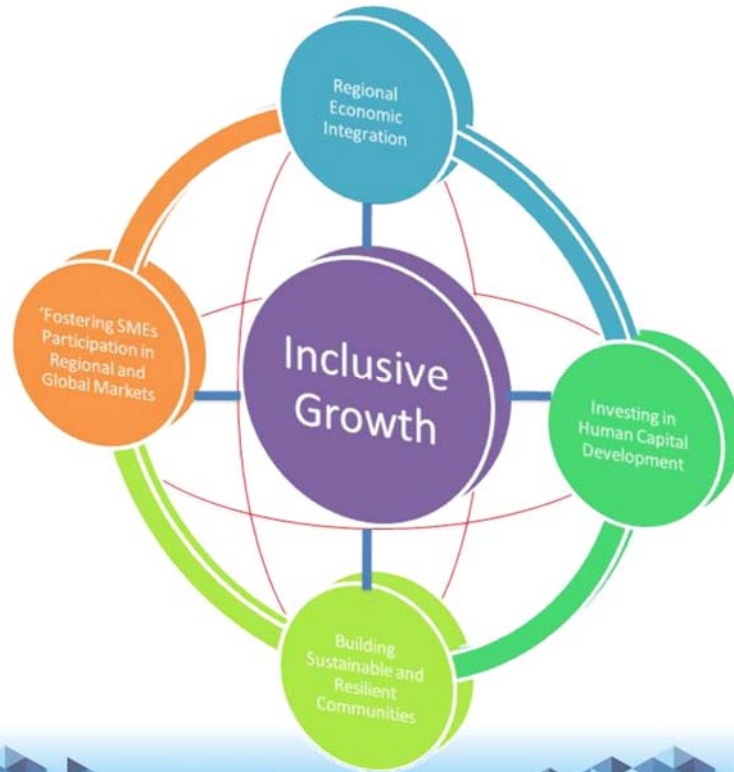 Regional
Economic
Integration
'Fostering SMEs
Participation in
Regional and
Global Markets
Inclusive
Growth
Investing in
Human Capital
Development
Building
Sustainable and
Resilient
Communities